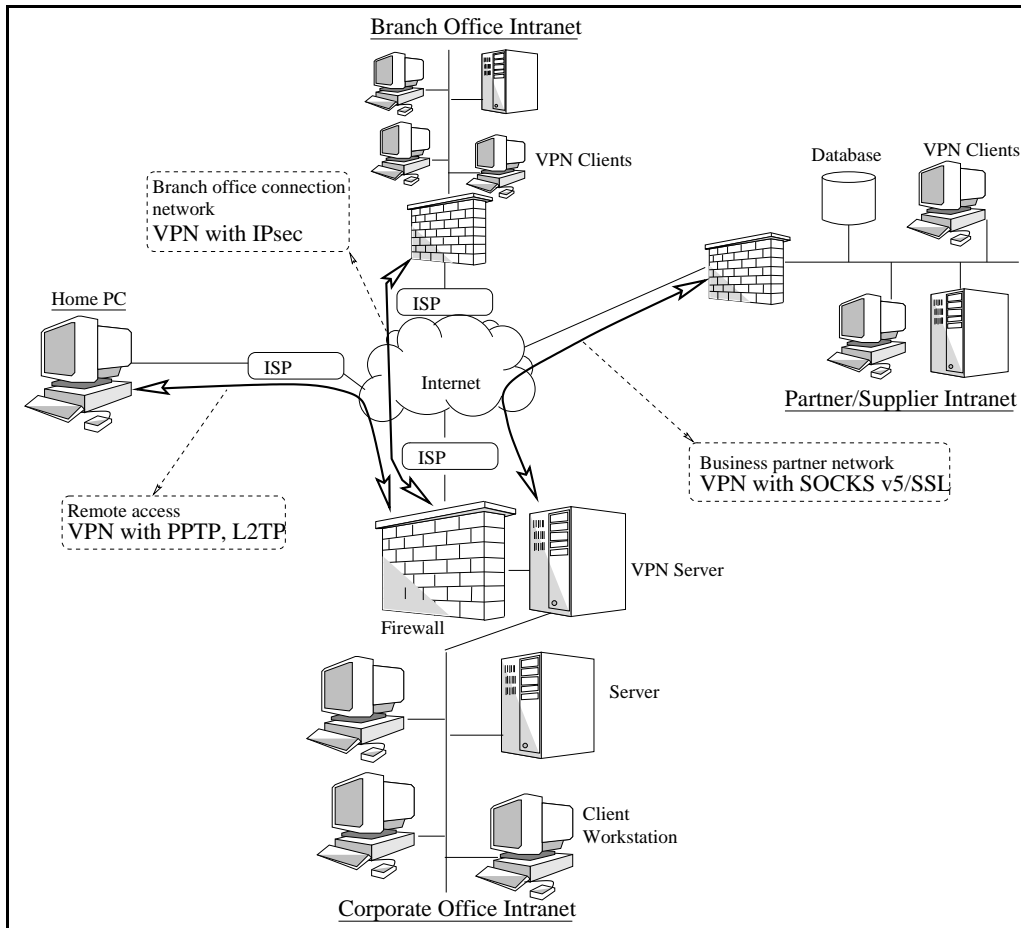 Branch Office Intranet
VPN Clients
Database
VPN Clients
Branch office connection
network
VPN with IPsec
Home PC
ISP
ISP
Internet
Partner/Supplier Intranet
ISP
Business partner network
VPN with SOCKS v5/SSL
Remote access
VPN with PPTP, L2TP
VPN Server
Firewall
Server
Client
Workstation
Corporate Office Intranet